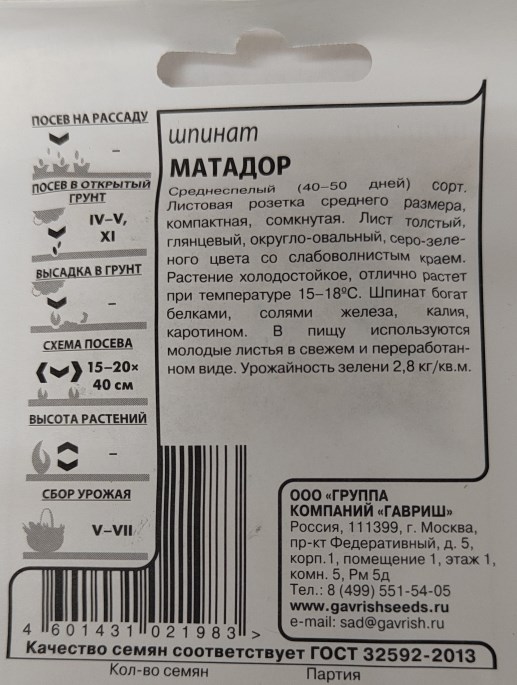 ПОСЕВ НА РАССАДУ
–
ПОСЕВ В ОТКРЫТЫЙ
ГРУНТ
IV–V,
XI
ВЫСАДКА В ГРУНТ
–
СХЕМА ПОСЕВА
15–20×
40 см
ВЫСОТА РАСТЕНИЙ
–
СБОР УРОЖАЯ
V–VII
шпинат
МАТАДОР
Среднеспелый (40–50 дней) сорт.
Листовая розетка среднего размера,
компактная, сомкнутая. Лист толстый,
глянцевый, округло-овальный, серо-зеле-
ного цвета со слабоволнистым краем.
Растение холодостойкое, отлично растет
при температуре 15–18ºС. Шпинат богат
белками, солями железа, калия,
каротином. В пищу используются
молодые листья в свежем и переработан-
ном виде. Урожайность зелени 2,8 кг/кв.м.
ООО «ГРУППА
КОМПАНИЙ «ГАВРИШ»
Россия, 111399, г. Москва,
пр-кт Федеративный, д. 5,
корп.1, помещение 1, этаж 1,
комн. 5, Рм 5д
Тел.: 8 (499) 551-54-05
www.gavrishseeds.ru
e-mail: sad@gavrish.ru
4 601431 021983 >
Качество семян соответствует ГОСТ 32592-2013
Кол-во семян Партия